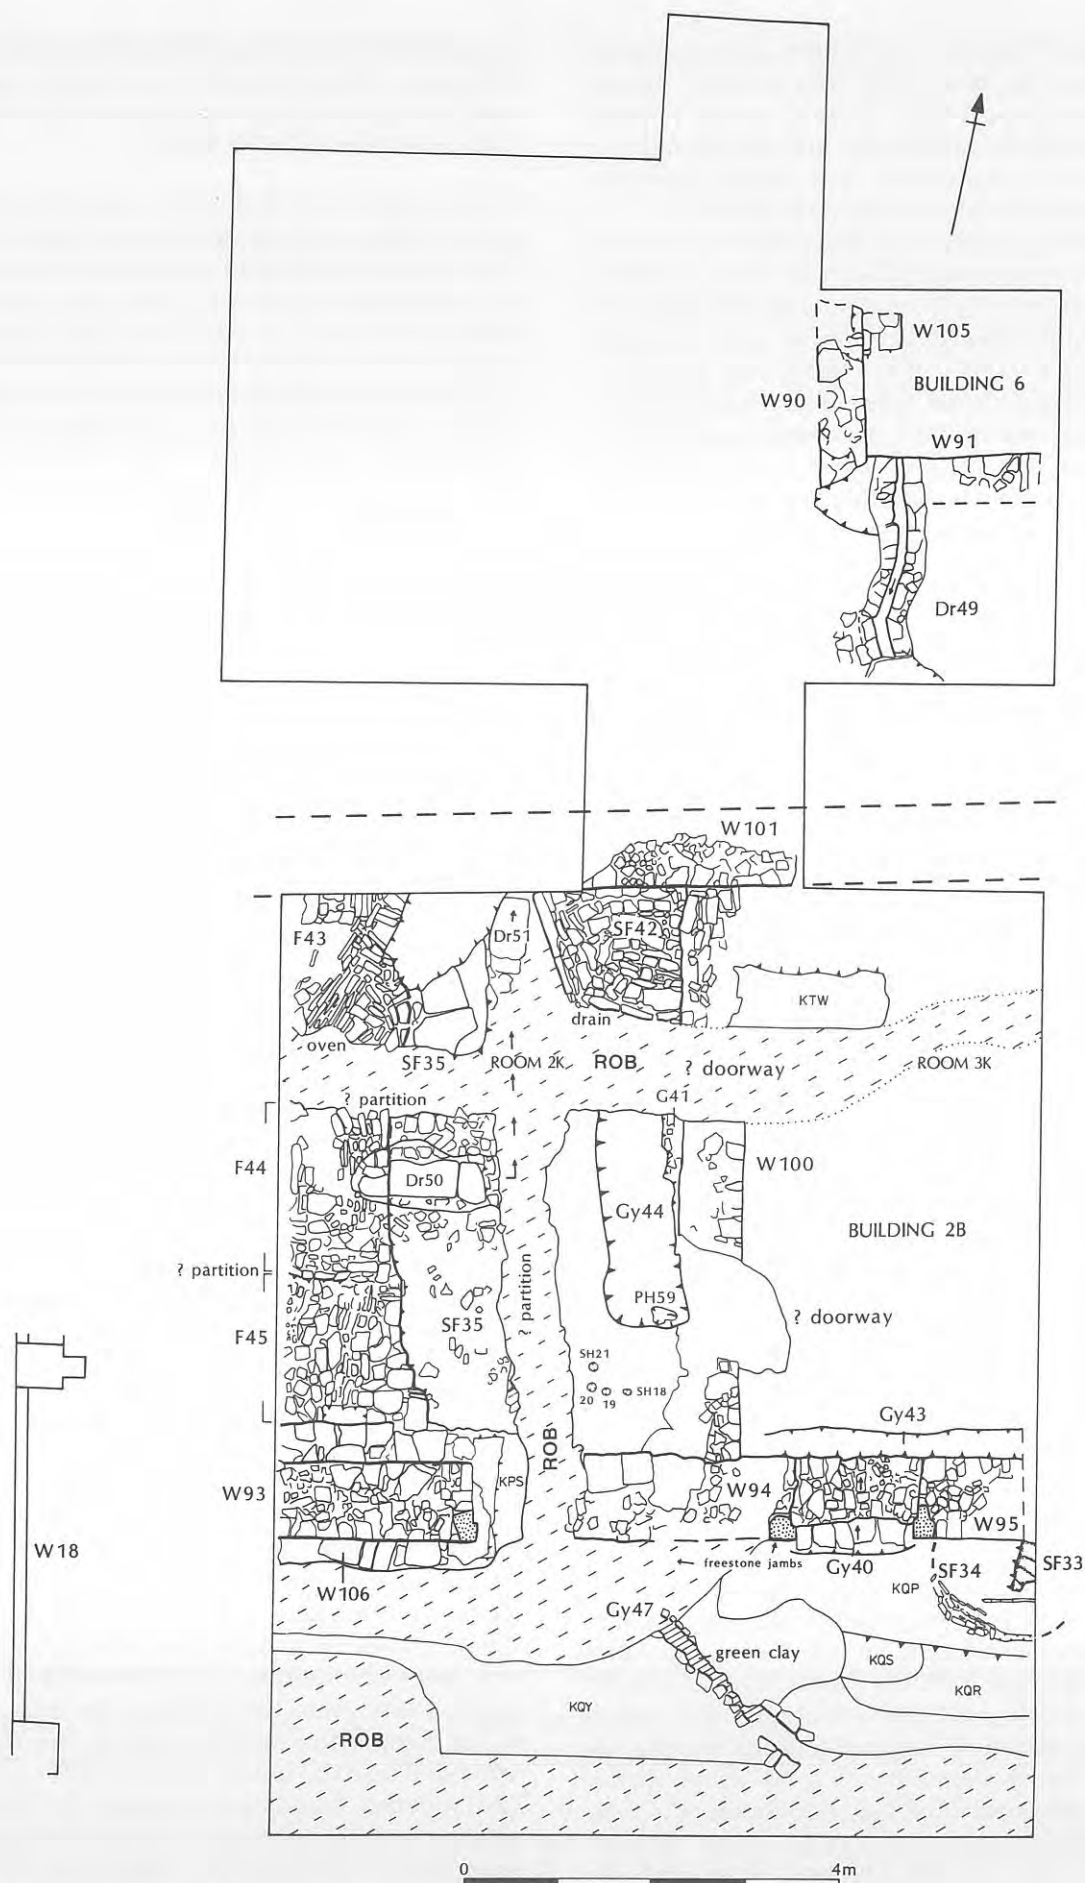 W105
BUILDING 6
W90
W91
Dr49
W101
F43
Dr51
SF42
KTW
oven
drain
SF35
ROOM 2K
ROB
? doorway
ROOM 3K
? partition
G41
F44
Dr50
W100
Gy44
BUILDING 2B
? partition
PH59
? doorway
? partition
F45
SF35
SH21
20
19
SH18
Gy43
ROB
W93
KPS
W94
W95
W18
freestone jambs
Gy40
SF34
SF33
W106
KQP
Gy47
green clay
KQS
KQR
KQY
ROB
0
4m